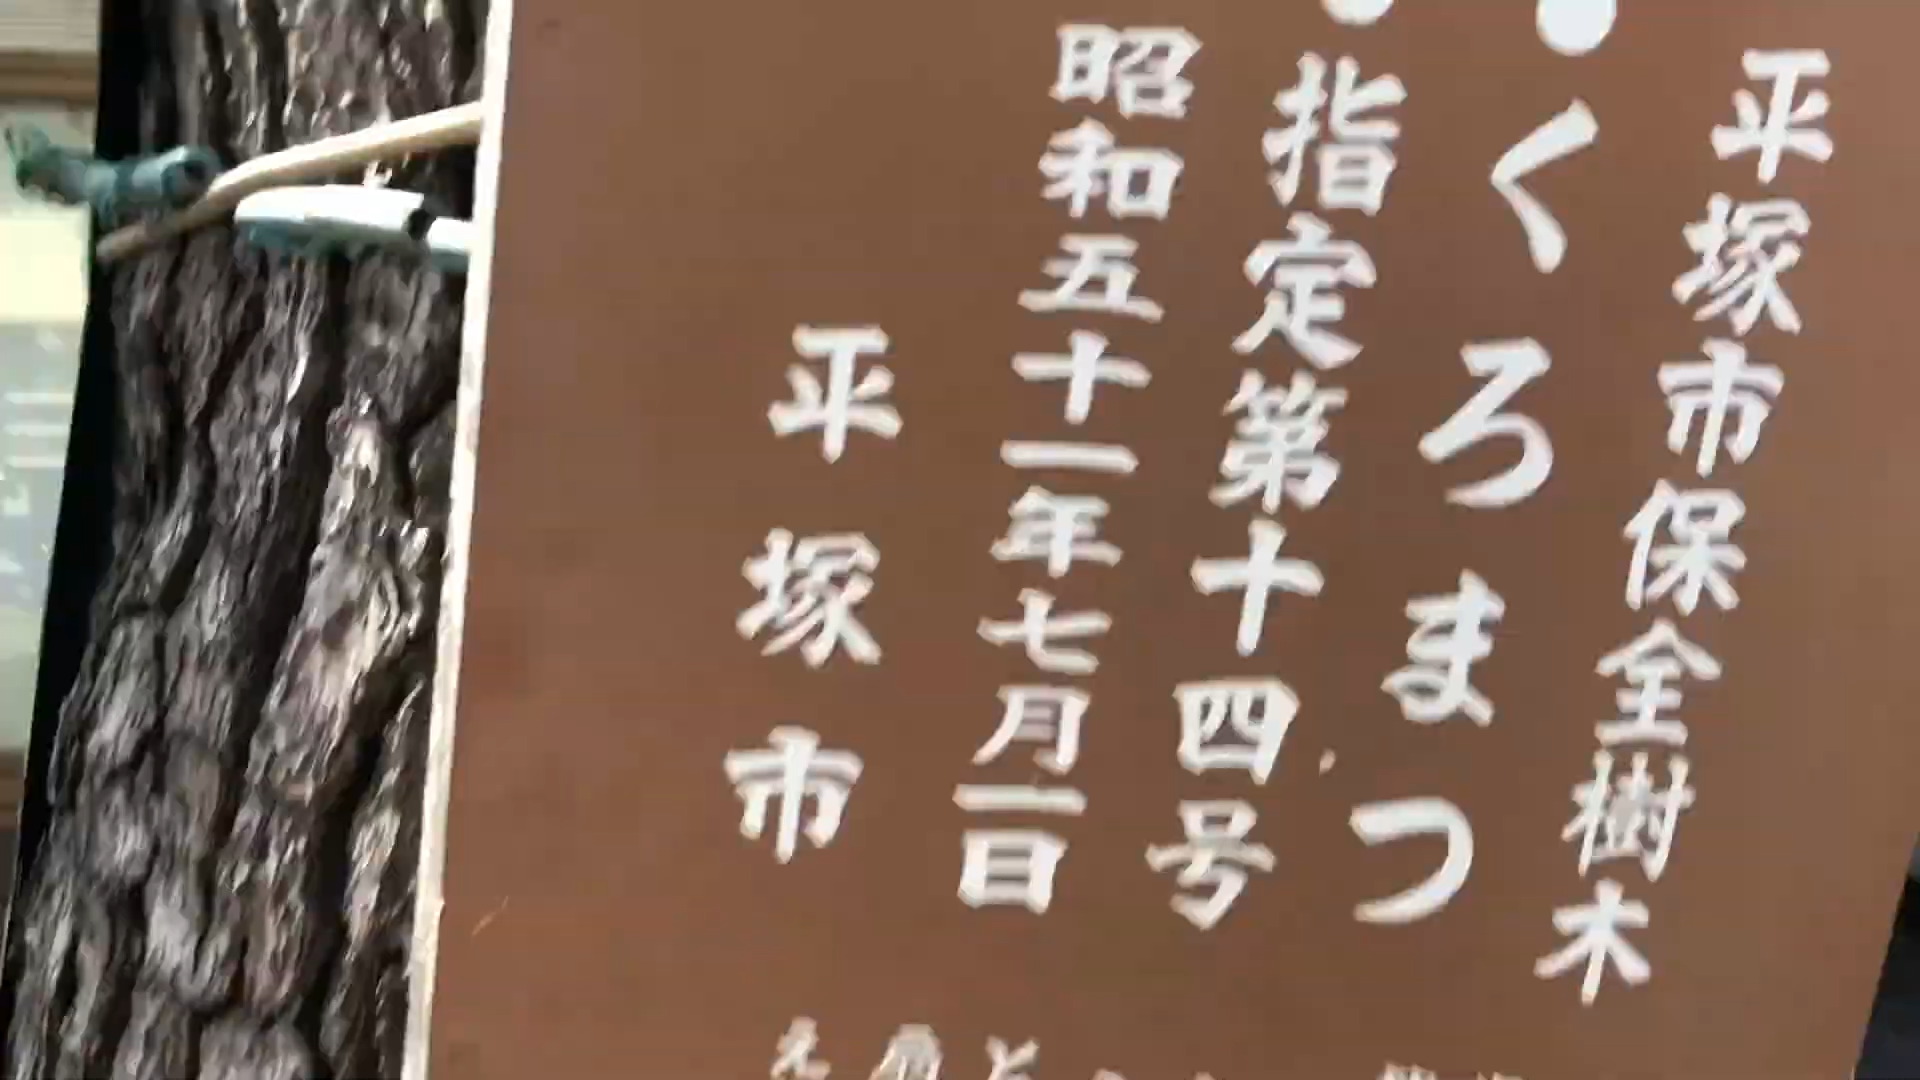 平塚市保全樹木
●くろまつ
●指定第十四号
昭和五十一年七月一日
平塚市